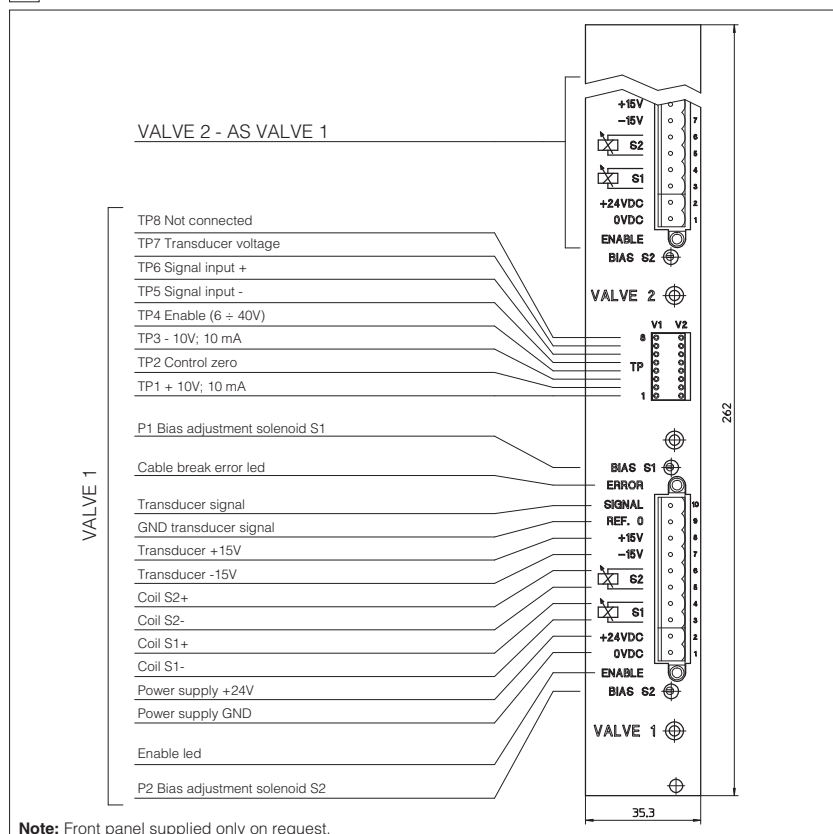 +15V
-15V 7
VALVE 2 - AS VALVE 1
6
S2
5
4
S1
3
+24VDC 2
0VDC 1
ENABLE
BIAS S2
VALVE 2
V1 V2
8
TP
1
TP8 Not connected
TP7 Transducer voltage
TP6 Signal input +
TP5 Signal input -
TP4 Enable (6 ÷ 40V)
TP3 - 10V; 10 mA
TP2 Control zero
TP1 + 10V; 10 mA
262
VALVE 1
P1 Bias adjustment solenoid S1
Cable break error led
Transducer signal
GND transducer signal
Transducer +15V
Transducer -15V
Coil S2+
Coil S2-
Coil S1+
Coil S1-
Power supply +24V
Power supply GND
Enable led
P2 Bias adjustment solenoid S2
BIAS S1
ERROR
SIGNAL 10
REF. 0 9
+15V 8
-15V 7
6
S2
5
4
S1
3
+24VDC 2
0VDC 1
ENABLE
BIAS S2
VALVE 1
35.3
Note: Front panel supplied only on request.